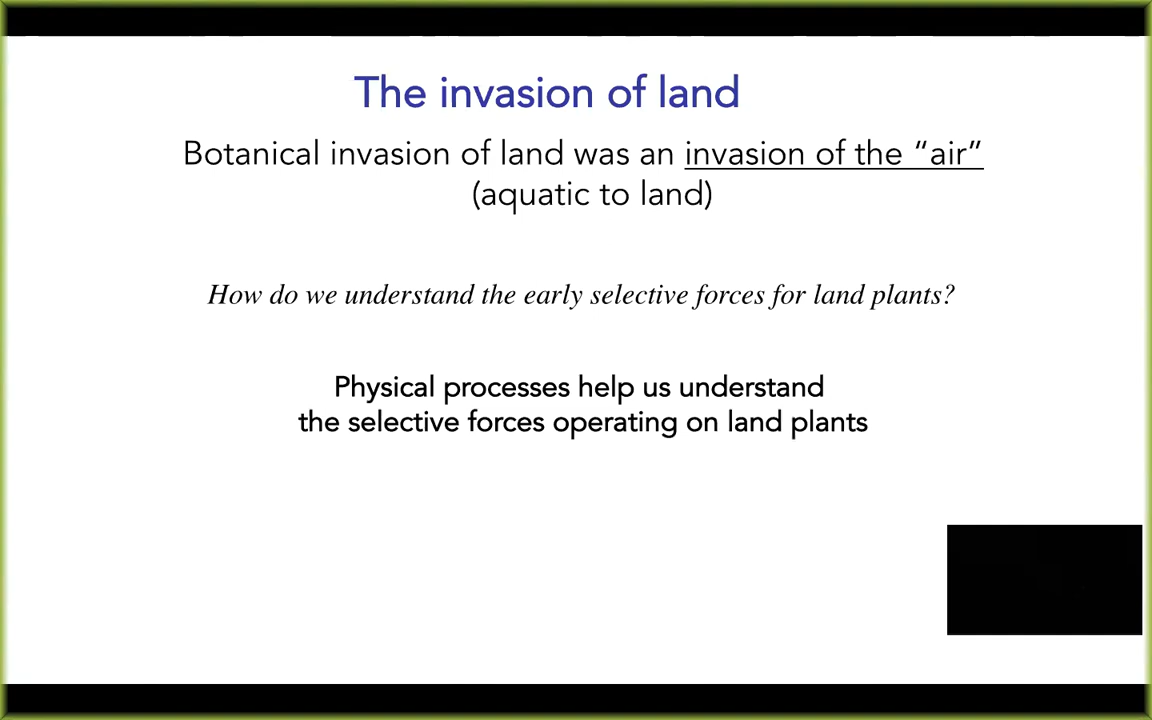 The invasion of land
Botanical invasion of land was an invasion of the “air”
(aquatic to land)
How do we understand the early selective forces for land plants?
Physical processes help us understand
the selective forces operating on land plants